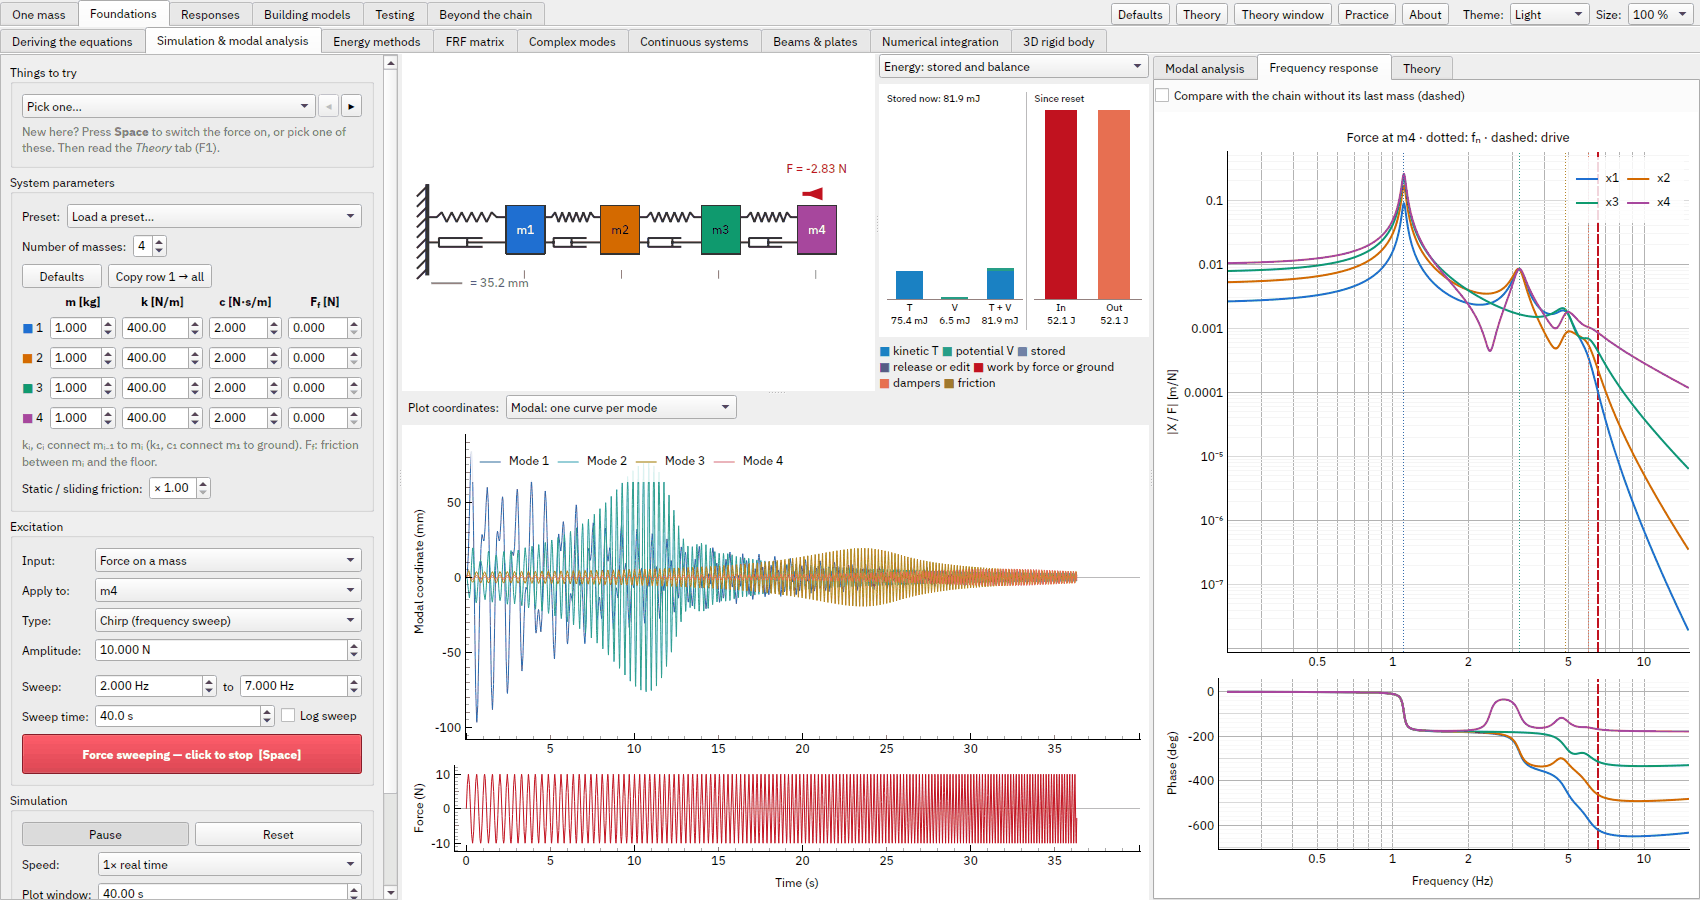 One mass
Foundations
Responses
Building models
Testing
Beyond the chain
Defaults
Theory
Theory window
Practice
About
Theme:
Light
Size:
100 %
Deriving the equations
Simulation & modal analysis
Energy methods
FRF matrix
Complex modes
Continuous systems
Beams & plates
Numerical integration
3D rigid body
Things to try
Pick one...
New here? Press Space to switch the force on, or pick one of
these. Then read the Theory tab (F1).
System parameters
Preset:
Load a preset...
Number of masses:
4
Defaults
Copy row 1 → all
m [kg]
k [N/m]
c [N·s/m]
Ff [N]
1 1.000 400.00 2.000 0.000
2 1.000 400.00 2.000 0.000
3 1.000 400.00 2.000 0.000
4 1.000 400.00 2.000 0.000
kᵢ, cᵢ connect mᵢ₋₁ to mᵢ (k₁, c₁ connect m₁ to ground). Ff: friction
between mᵢ and the floor.
Static / sliding friction:
× 1.00
Excitation
Input:
Force on a mass
Apply to:
m4
Type:
Chirp (frequency sweep)
Amplitude:
10.000 N
Sweep:
2.000 Hz
to
7.000 Hz
Sweep time:
40.0 s
Log sweep
Force sweeping — click to stop [Space]
Simulation
Pause
Reset
Speed:
1× real time
Plot window:
40.00 s
F = -2.83 N
m1
m2
m3
m4
= 35.2 mm
Energy: stored and balance
Stored now: 81.9 mJ
Since reset
T
V
T + V
In
Out
75.4 mJ
6.5 mJ
81.9 mJ
52.1 J
52.1 J
kinetic T
potential V
stored
release or edit
work by force or ground
dampers
friction
Plot coordinates:
Modal: one curve per mode
Mode 1
Mode 2
Mode 3
Mode 4
Modal coordinate (mm)
50
0
-50
-100
5
10
15
20
25
30
35
Force (N)
10
0
-10
0
5
10
15
20
25
30
35
Time (s)
Modal analysis
Frequency response
Theory
Compare with the chain without its last mass (dashed)
Force at m4 · dotted: fₙ · dashed: drive
x1
x2
x3
x4
|X / F| [m/N]
0.1
0.01
0.001
0.0001
10⁻⁵
10⁻⁶
10⁻⁷
0.5
1
2
5
10
Phase (deg)
0
-200
-400
-600
0.5
1
2
5
10
Frequency (Hz)